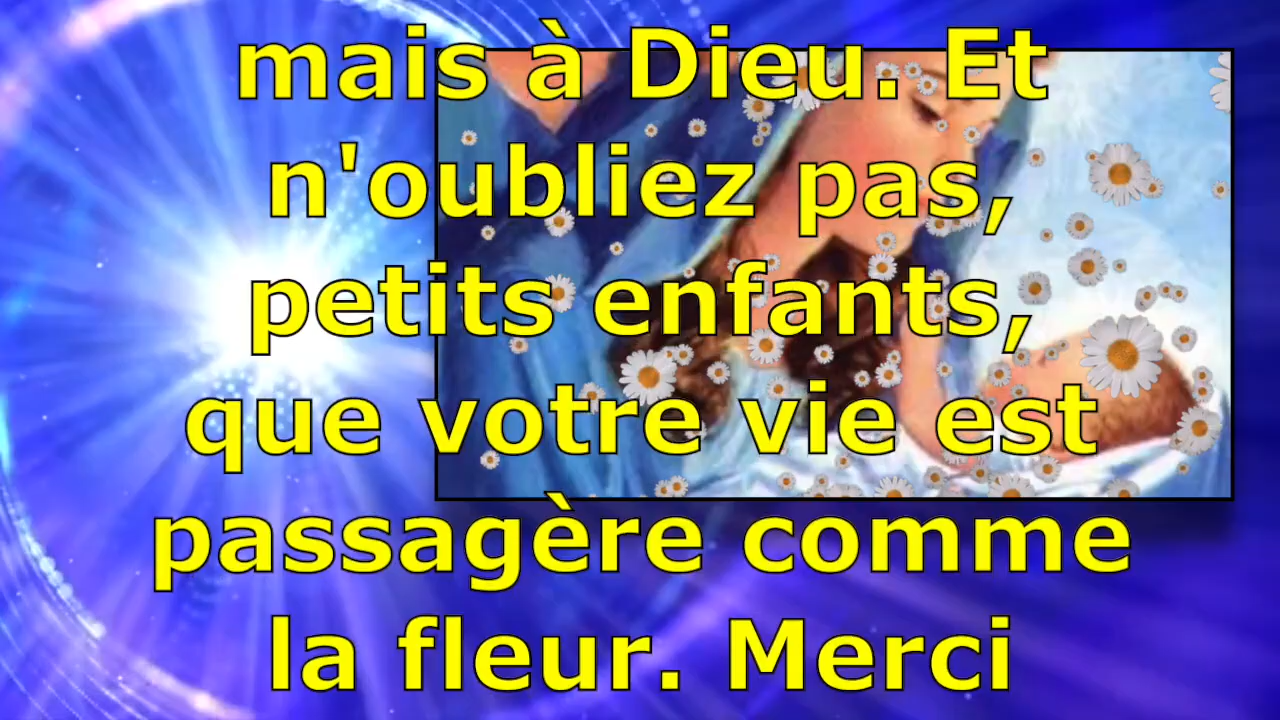 mais à Dieu. Et
n'oubliez pas,
petits enfants,
que votre vie est
passagère comme
la fleur. Merci